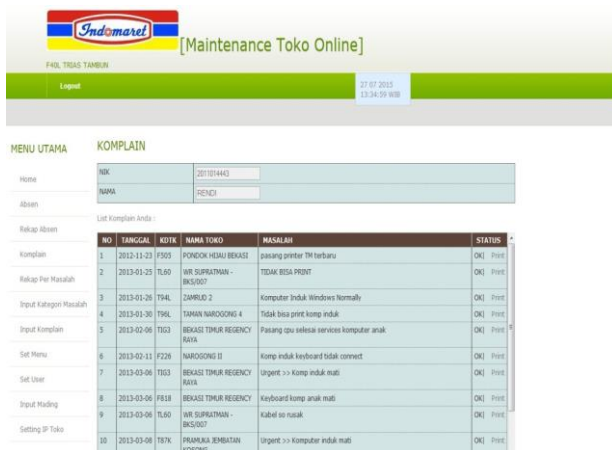 Indomaret
[Maintenance Toko Online]
F40L TRIAS TAMBUN
Logout
27 07 2015
13:34:59 WIB
MENU UTAMA
Home
Absen
Rekap Absen
Komplain
Rekap Per Masalah
Input Kategori Masalah
Input Komplain
Set Menu
Set User
Input Mading
Setting IP Toko
KOMPLAIN
NIK 2011014443
NAMA RENDI
List Komplain Anda :
NO TANGGAL KDTK NAMA TOKO MASALAH STATUS
1 2012-11-23 F503 PONDOK HIJAU BEKASI pasang printer TM terbaru OK| Print
2 2013-01-25 TL60 WR SUPRATMAN - TIDAK BISA PRINT OK| Print
BKS/007
3 2013-01-26 T94L ZAMRUD 2 Komputer Induk Windows Normally OK| Print
4 2013-01-30 T96L TAMAN NAROGONG 4 Tidak bisa print komp induk OK| Print
5 2013-02-06 TIG3 BEKASI TIMUR REGENCY Pasang cpu selesai services komputer anak OK| Print
RAYA
6 2013-02-11 F226 NAROGONG II Komp induk keyboard tidak connect OK| Print
7 2013-03-06 TIG3 BEKASI TIMUR REGENCY Urgent >> Komp induk mati OK| Print
RAYA
8 2013-03-06 F818 BEKASI TIMUR REGENCY Keyboard komp anak mati OK| Print
9 2013-03-06 TL60 WR SUPRATMAN - Kabel so rusak OK| Print
BKS/007
10 2013-03-08 T87K PRAMUKA JEMBATAN Urgent >> Komputer induk mati OK| Print